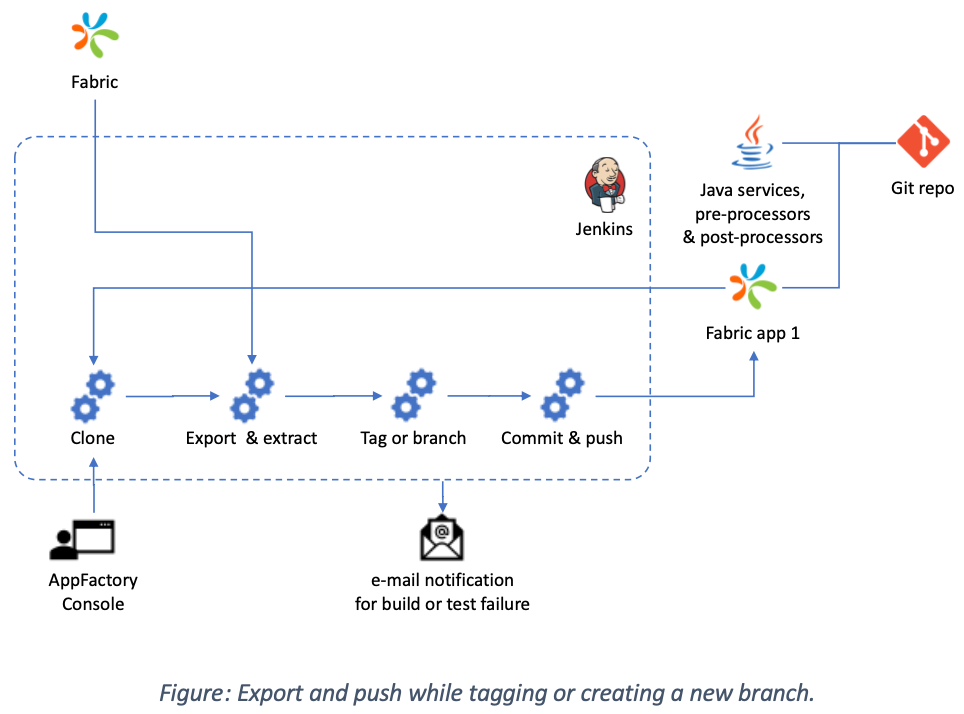 Fabric
Jenkins
Java services,
pre-processors
& post-processors
Git repo
Fabric app 1
Clone
Export & extract
Tag or branch
Commit & push
AppFactory
Console
@
e-mail notification
for build or test failure
Figure: Export and push while tagging or creating a new branch.